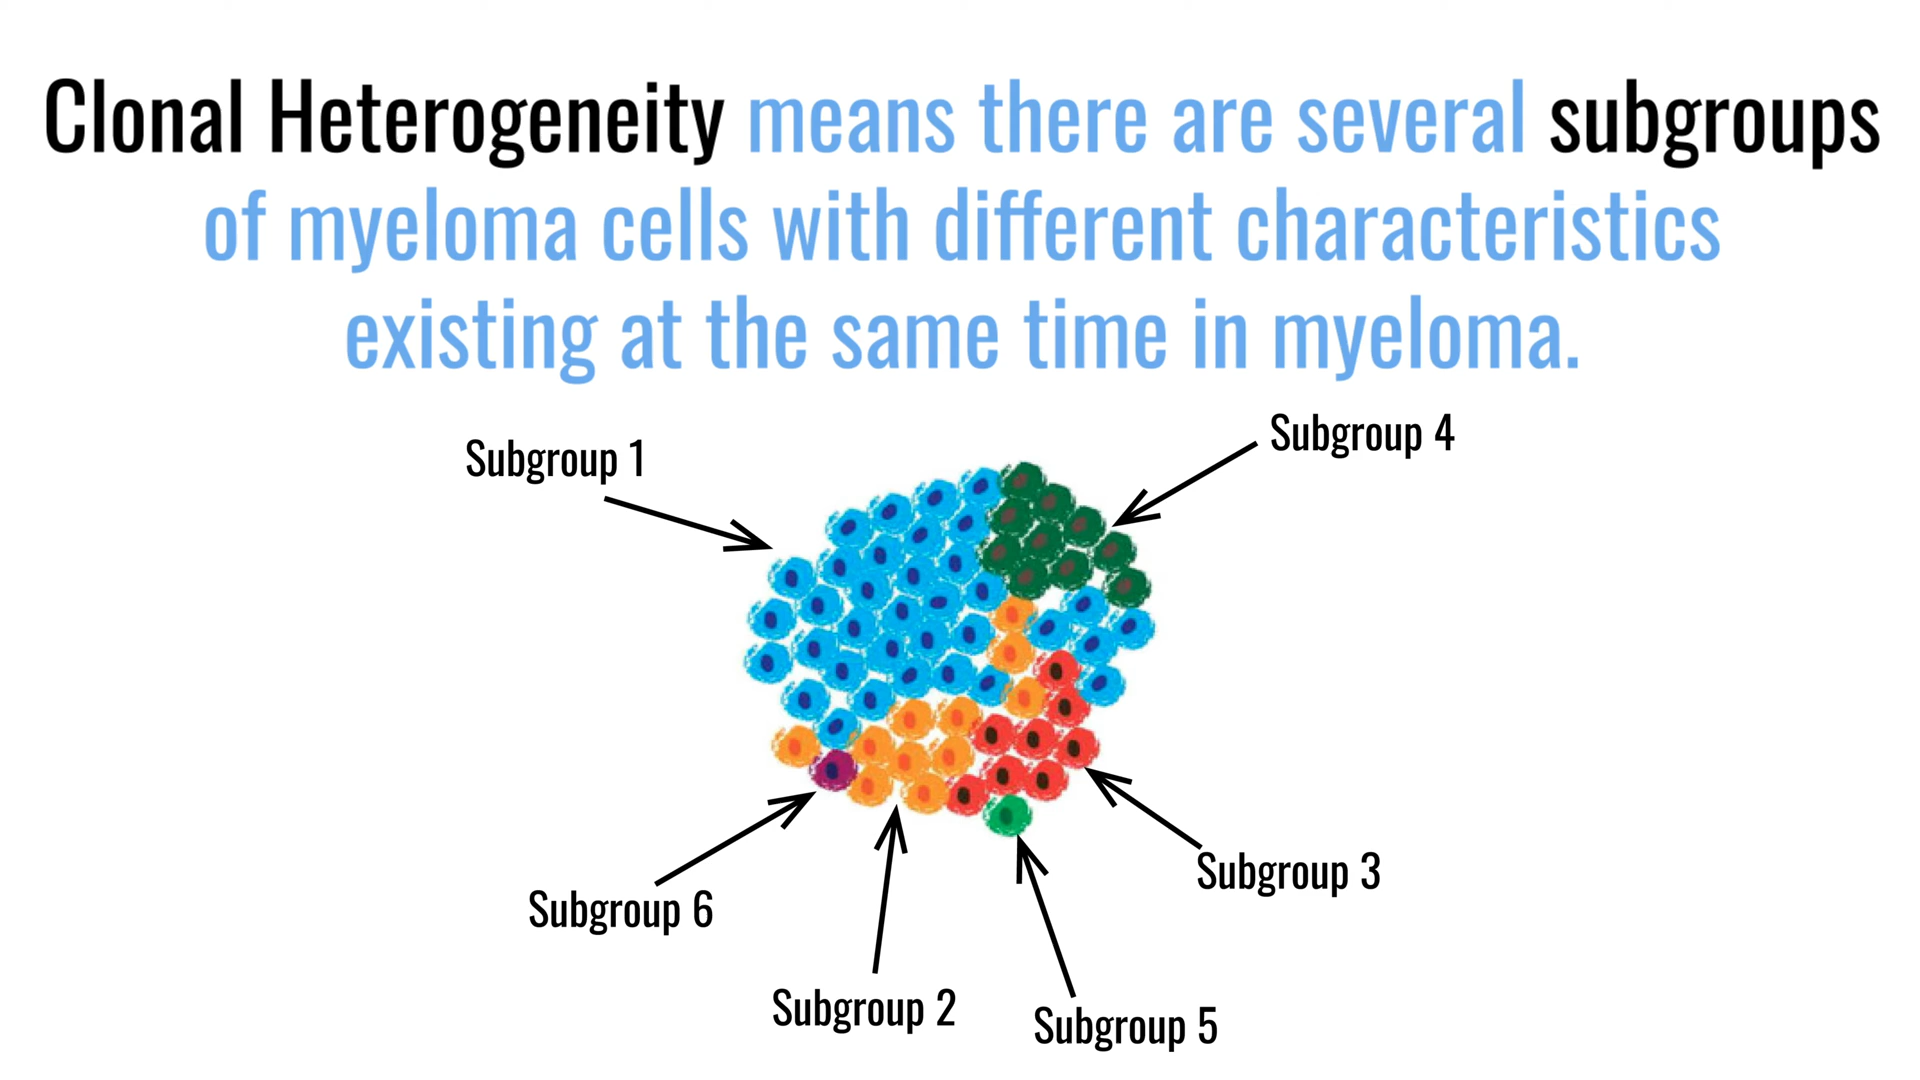 Clonal Heterogeneity means there are several subgroups
of myeloma cells with different characteristics
existing at the same time in myeloma.
Subgroup 4
Subgroup 1
Subgroup 3
Subgroup 6
Subgroup 2
Subgroup 5